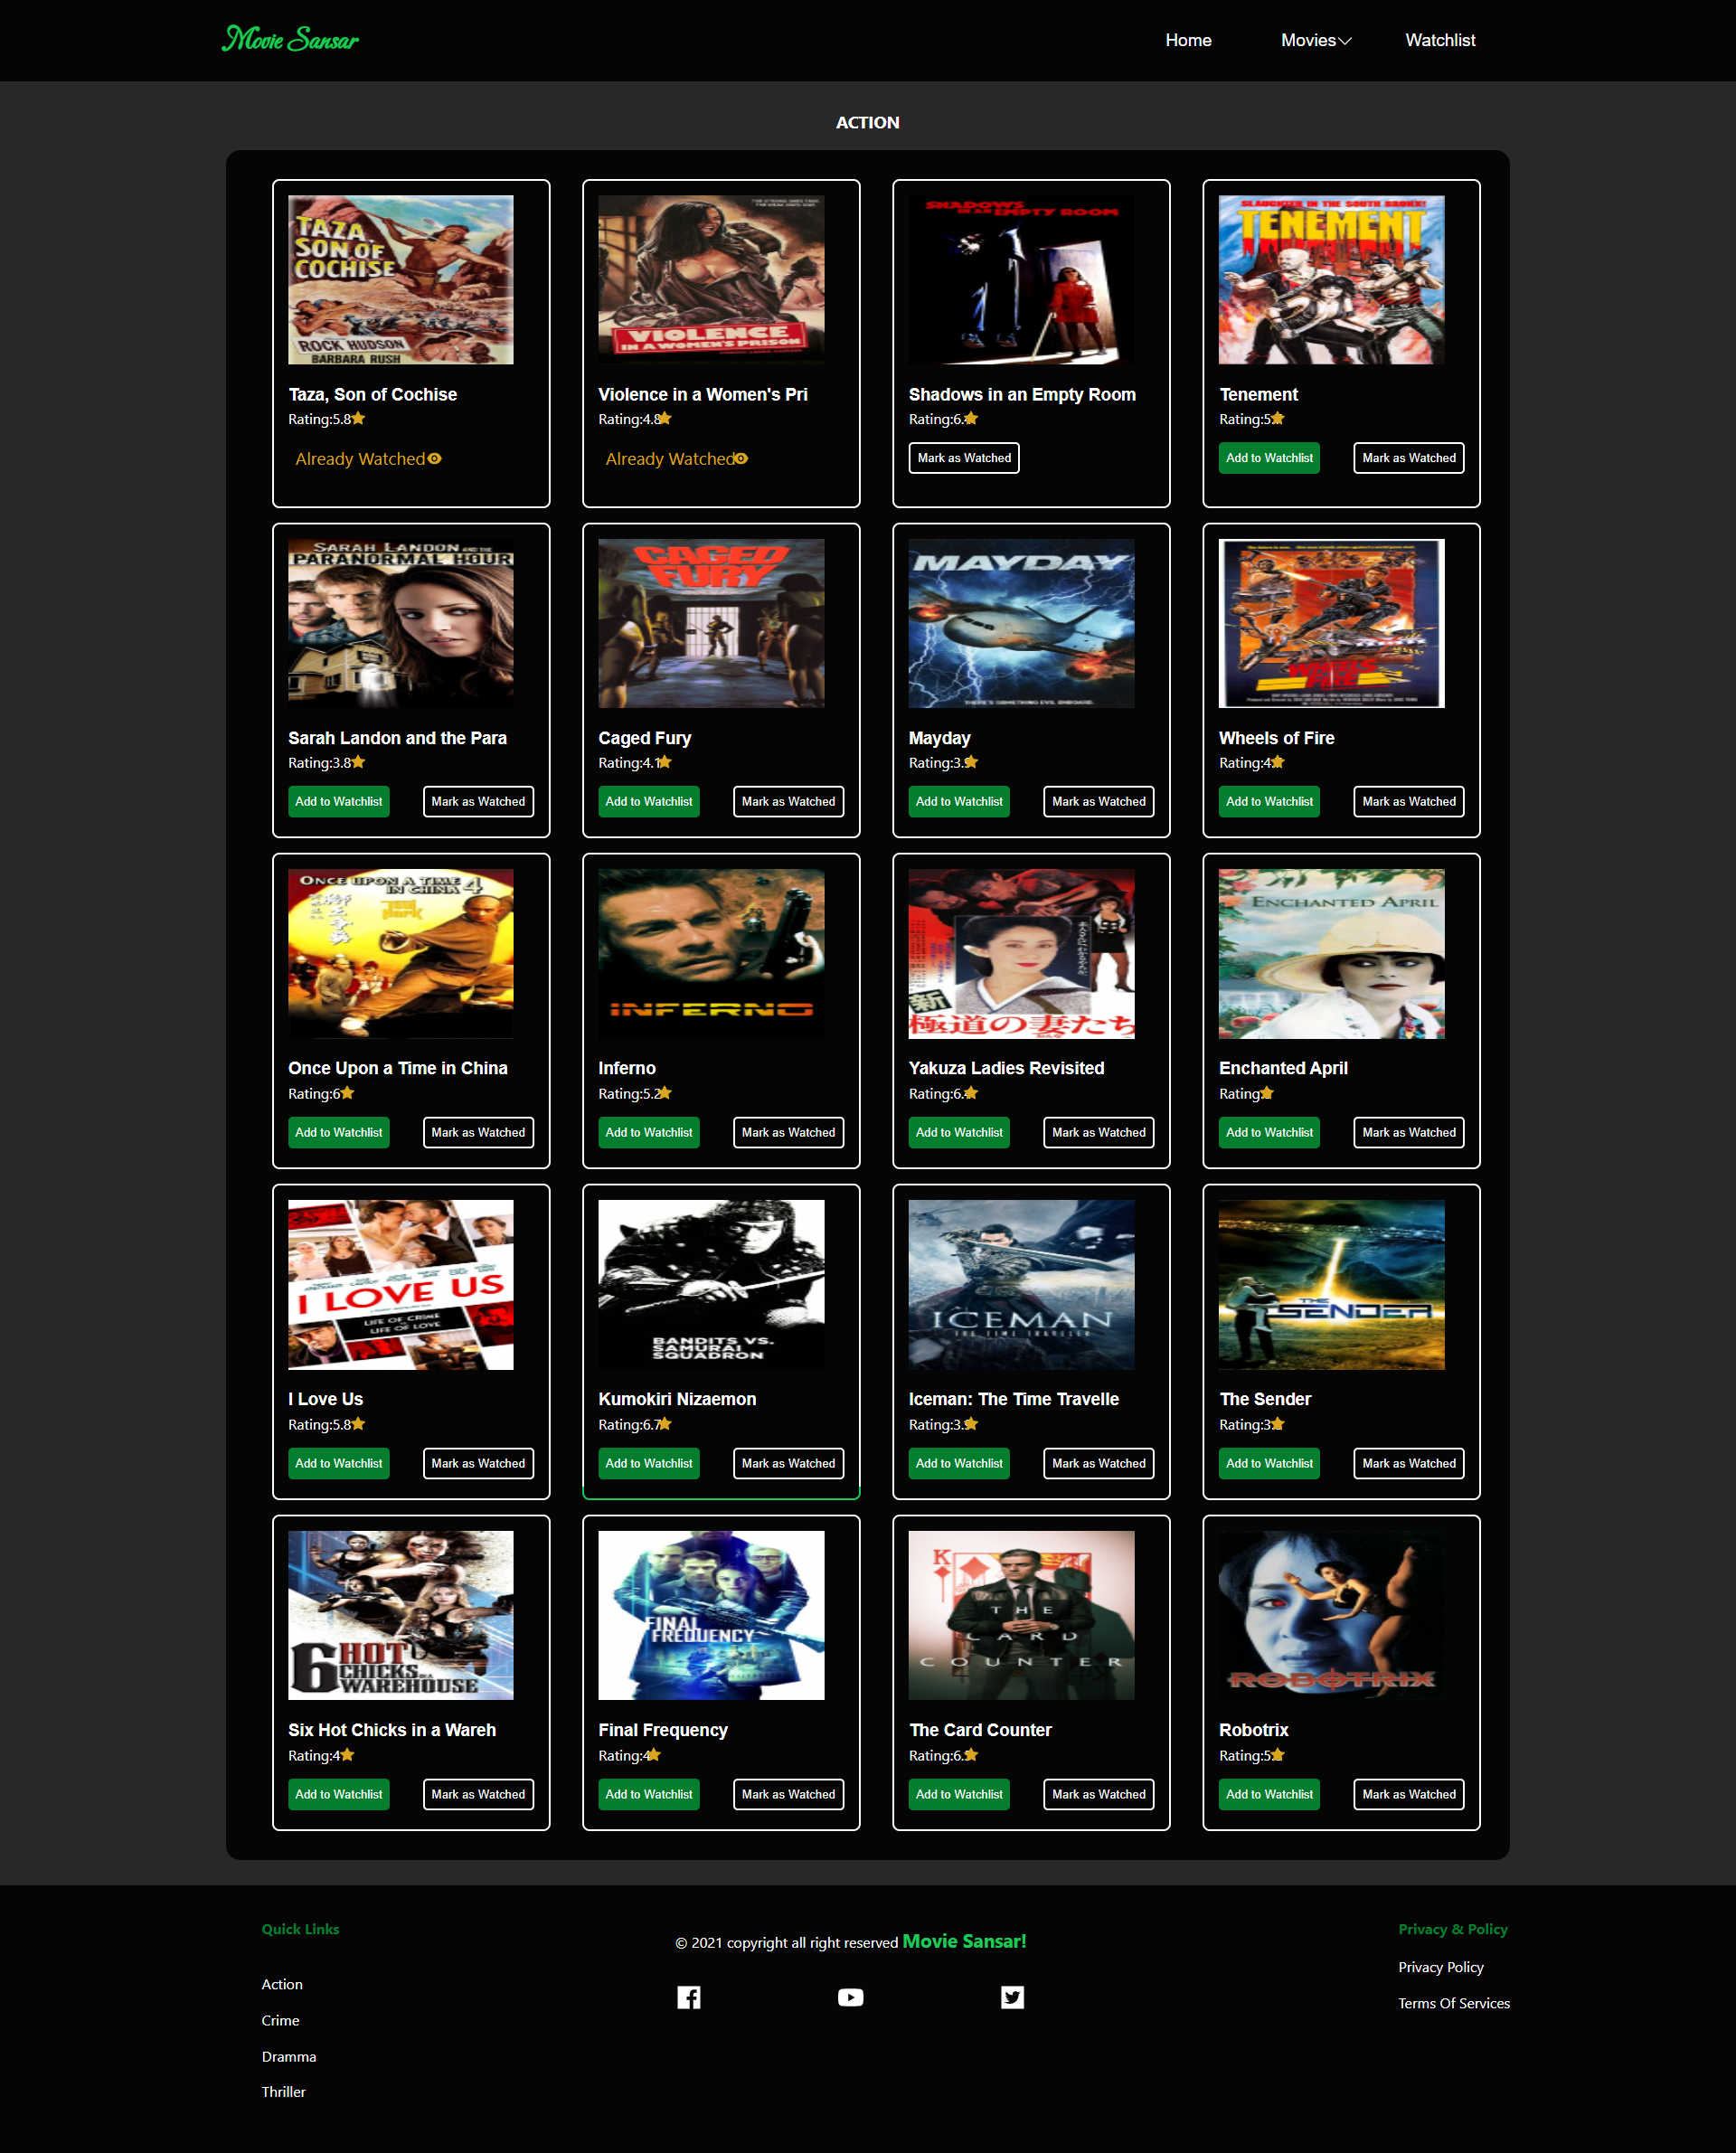 Movie Sansar
Home
Movies
Watchlist
ACTION
TAZA,
SON OF
COCHISE
ROCK HUDSON
BARBARA RUSH
Taza, Son of Cochise
Rating:5.8
Already Watched
VIOLENCE
IN A WOMEN'S PRISON
Violence in a Women's Pri
Rating:4.8
Already Watched
SHADOWS
IN AN EMPTY ROOM
Shadows in an Empty Room
Rating:6.
Mark as Watched
SLAUGHTER IN THE SOUTH BRONX!
TENEMENT
Tenement
Rating:5.
Add to Watchlist
Mark as Watched
SARAH LANDON AND THE
PARANORMAL HOUR
Sarah Landon and the Para
Rating:3.8
Add to Watchlist
Mark as Watched
CAGED
FURY
Caged Fury
Rating:4.1
Add to Watchlist
Mark as Watched
MAYDAY
THERE'S SOMETHING EVIL ONBOARD.
Mayday
Rating:3.
Add to Watchlist
Mark as Watched
WHEELS
FIRE
Wheels of Fire
Rating:4.
Add to Watchlist
Mark as Watched
ONCE UPON A TIME
IN CHINA 4
Once Upon a Time in China
Rating:6
Add to Watchlist
Mark as Watched
INFERNO
Inferno
Rating:5.2
Add to Watchlist
Mark as Watched
新
極道の妻たち
Yakuza Ladies Revisited
Rating:6.
Add to Watchlist
Mark as Watched
ENCHANTED APRIL
Enchanted April
Rating:
Add to Watchlist
Mark as Watched
I LOVE US
LIFE OF CRIME
LIFE OF LOVE
I Love Us
Rating:5.8
Add to Watchlist
Mark as Watched
BANDITS VS.
SAMURAI
SQUADRON
Kumokiri Nizaemon
Rating:6.7
Add to Watchlist
Mark as Watched
ICEMAN
THE TIME TRAVELER
Iceman: The Time Travelle
Rating:3.
Add to Watchlist
Mark as Watched
THE
SENDER
The Sender
Rating:3.
Add to Watchlist
Mark as Watched
6 HOT
CHICKS IN A
WAREHOUSE
Six Hot Chicks in a Wareh
Rating:4
Add to Watchlist
Mark as Watched
FINAL
FREQUENCY
Final Frequency
Rating:4
Add to Watchlist
Mark as Watched
K
THE
CARD
COUNTER
The Card Counter
Rating:6.
Add to Watchlist
Mark as Watched
ROBOTRIX
Robotrix
Rating:5.
Add to Watchlist
Mark as Watched
Quick Links
Action
Crime
Dramma
Thriller
© 2021 copyright all right reserved Movie Sansar!
Privacy & Policy
Privacy Policy
Terms Of Services